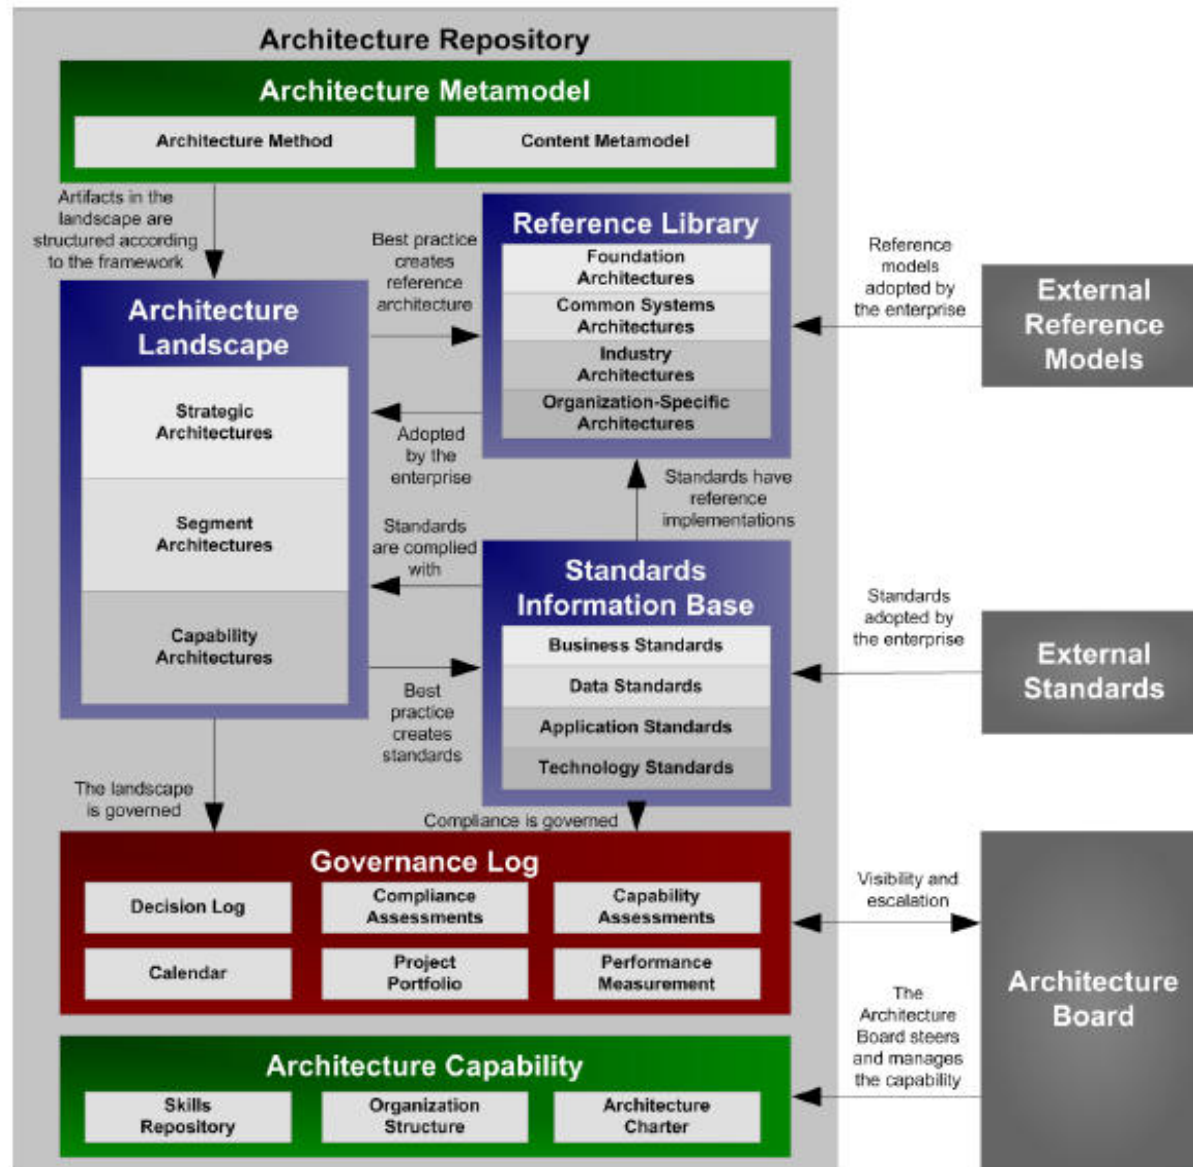 Architecture Repository
Architecture Metamodel
Architecture Method
Content Metamodel
Artifacts in the
landscape are
structured according
to the framework
Best practice
creates
reference
architecture
Reference Library
Foundation
Architectures
Common Systems
Architectures
Industry
Architectures
Organization-Specific
Architectures
Reference
models
adopted by
the enterprise
External
Reference
Models
Architecture
Landscape
Strategic
Architectures
Segment
Architectures
Capability
Architectures
Adopted
by the
enterprise
Standards have
reference
implementations
Standards
are complied
with
Standards
Information Base
Business Standards
Data Standards
Application Standards
Technology Standards
Standards
adopted by
the enterprise
External
Standards
Best
practice
creates
standards
The landscape
is governed
Compliance is governed
Governance Log
Decision Log
Compliance
Assessments
Capability
Assessments
Calendar
Project
Portfolio
Performance
Measurement
Visibility and
escalation
The
Architecture
Board steers
and manages
the capability
Architecture
Board
Architecture Capability
Skills
Repository
Organization
Structure
Architecture
Charter